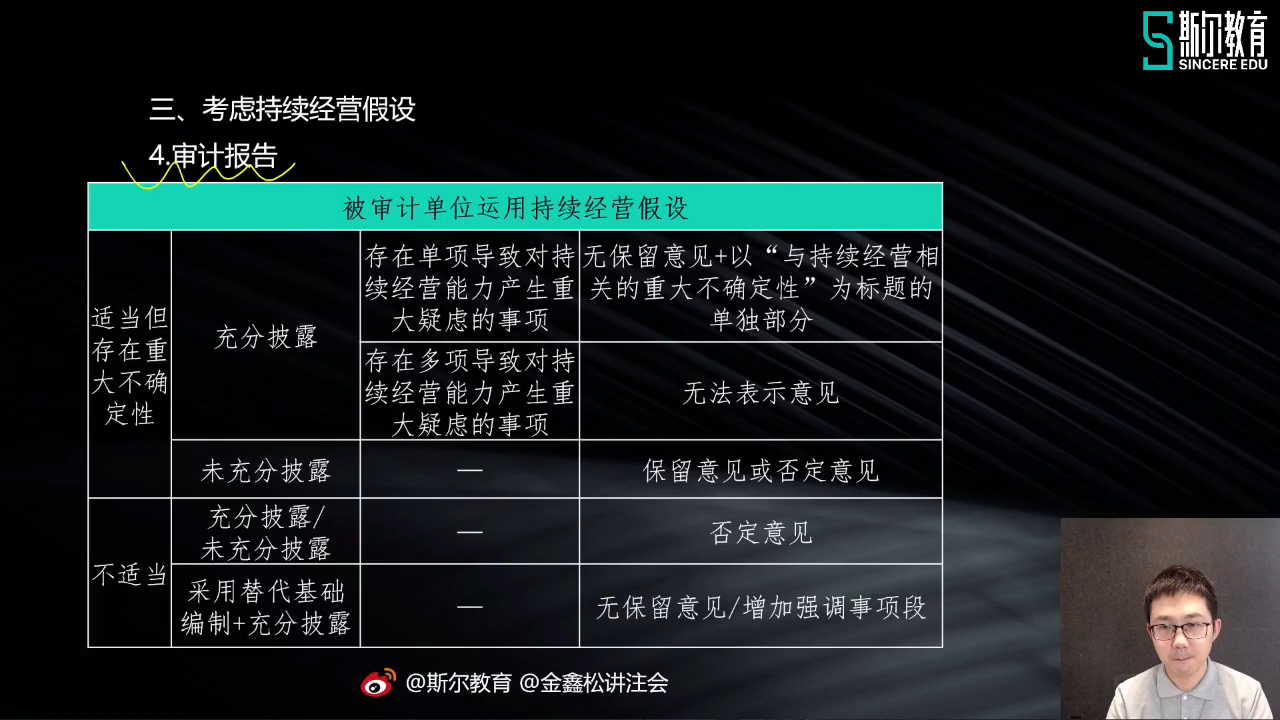 斯尔教育
SINCERE EDU
三、考虑持续经营假设
4.审计报告
被审计单位运用持续经营假设
适当但
存在重
大不确
定性
充分披露
存在单项导致对持
续经营能力产生重
大疑虑的事项
无保留意见+以“与持续经营相
关的重大不确定性”为标题的
单独部分
存在多项导致对持
续经营能力产生重
大疑虑的事项
无法表示意见
未充分披露
—
保留意见或否定意见
不适当
充分披露/
未充分披露
—
否定意见
采用替代基础
编制+充分披露
—
无保留意见/增加强调事项段
@斯尔教育 @金鑫松讲注会